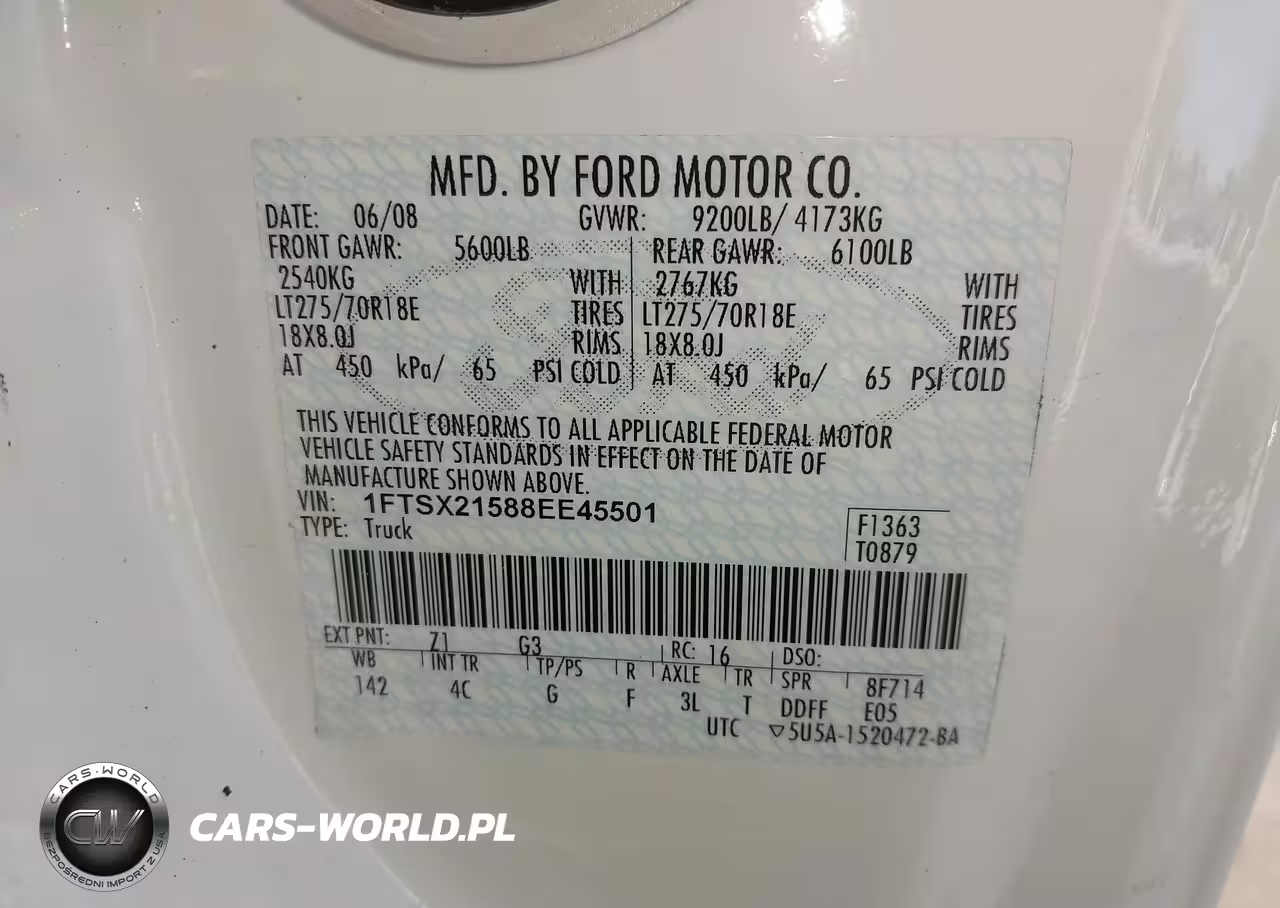 MFD. BY FORD MOTOR CO.
DATE: 06/08 GVWR: 9200LB/ 4173KG
FRONT GAWR: 5600LB REAR GAWR: 6100LB
2540KG WITH 2767KG WITH
LT275/70R18E TIRES LT275/70R18E TIRES
18X8.0J RIMS 18X8.0J RIMS
AT 450 kPa/ 65 PSI COLD AT 450 kPa/ 65 PSI COLD
THIS VEHICLE CONFORMS TO ALL APPLICABLE FEDERAL MOTOR
VEHICLE SAFETY STANDARDS IN EFFECT ON THE DATE OF
MANUFACTURE SHOWN ABOVE.
VIN: 1FTSX21588EE45501
TYPE: Truck
F1363
T0879
EXT PNT: Z1 G3 RC: 16 DSO:
WB INT TR TP/PS R AXLE TR SPR 8F714
142 4C G F 3L T DDFF E05
UTC ▽5U5A-1520472-BA
CARS-WORLD
CW
BEZPOŚREDNI IMPORT Z USA
CARS-WORLD.PL